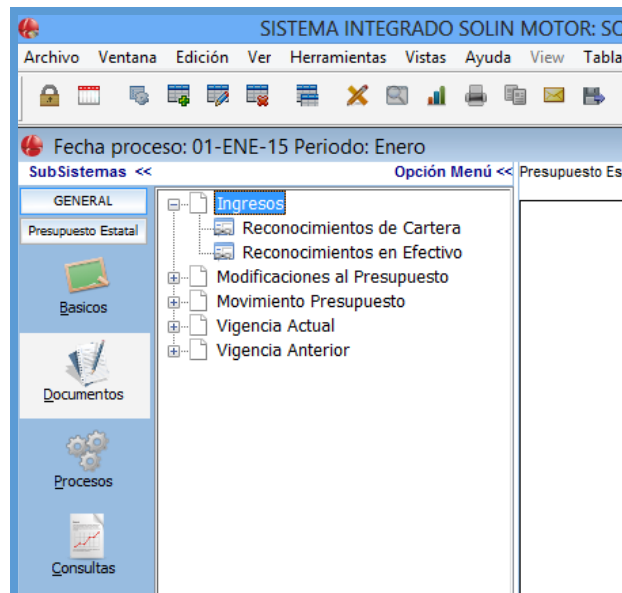 SISTEMA INTEGRADO SOLIN MOTOR: SO
Archivo Ventana Edición Ver Herramientas Vistas Ayuda View Tabla
Fecha proceso: 01-ENE-15 Periodo: Enero
SubSistemas << Opción Menú << Presupuesto Es
GENERAL
Presupuesto Estatal
Basicos
Documentos
Procesos
Consultas
Ingresos
Reconocimientos de Cartera
Reconocimientos en Efectivo
Modificaciones al Presupuesto
Movimiento Presupuesto
Vigencia Actual
Vigencia Anterior